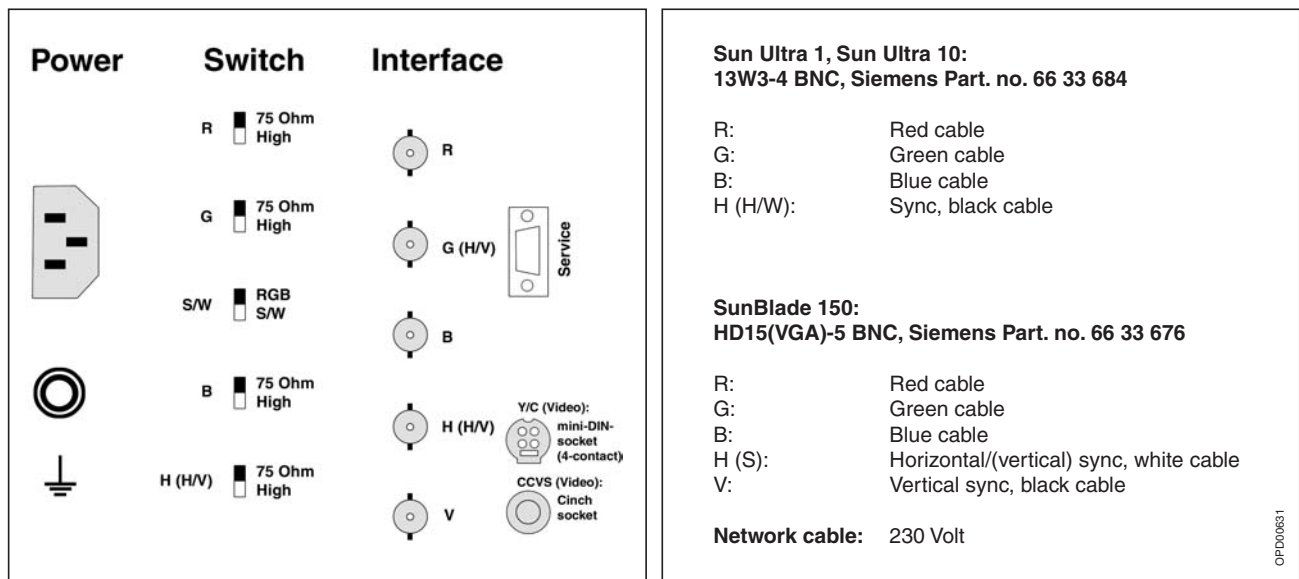 Power
Switch
Interface
R
75 Ohm
High
G
75 Ohm
High
S/W
RGB
S/W
B
75 Ohm
High
H (H/V)
75 Ohm
High
R
G (H/V)
B
H (H/V)
V
Service
Y/C (Video):
mini-DIN-
socket
(4-contact)
CCVS (Video):
Cinch
socket
Sun Ultra 1, Sun Ultra 10:
13W3-4 BNC, Siemens Part. no. 66 33 684
R: Red cable
G: Green cable
B: Blue cable
H (H/W): Sync, black cable
SunBlade 150:
HD15(VGA)-5 BNC, Siemens Part. no. 66 33 676
R: Red cable
G: Green cable
B: Blue cable
H (S): Horizontal/(vertical) sync, white cable
V: Vertical sync, black cable
Network cable: 230 Volt
OPD00631